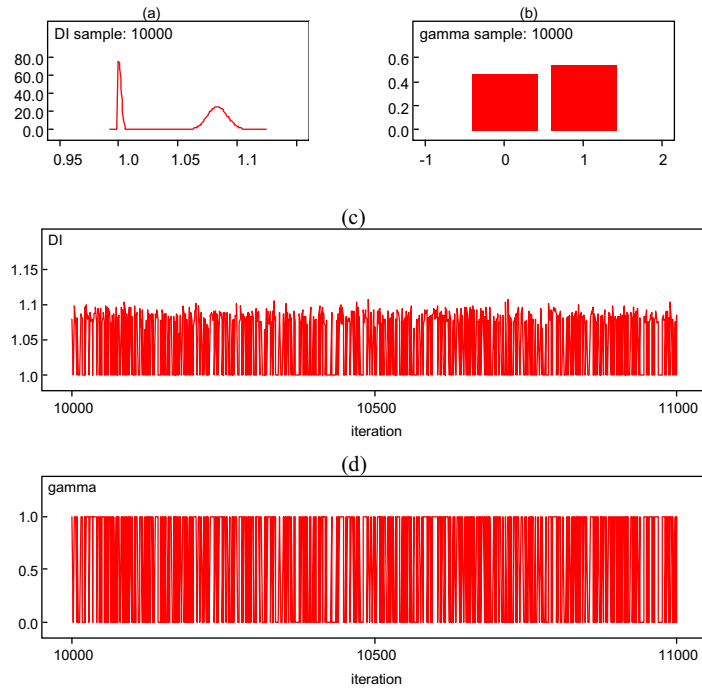 (a)
DI sample: 10000
80.0
60.0
40.0
20.0
0.0
0.95 1.0 1.05 1.1
(b)
gamma sample: 10000
0.6
0.4
0.2
0.0
-1 0 1 2
(c)
DI
1.15
1.1
1.05
1.0
10000 10500 11000
iteration
(d)
gamma
1.0
0.5
0.0
10000 10500 11000
iteration